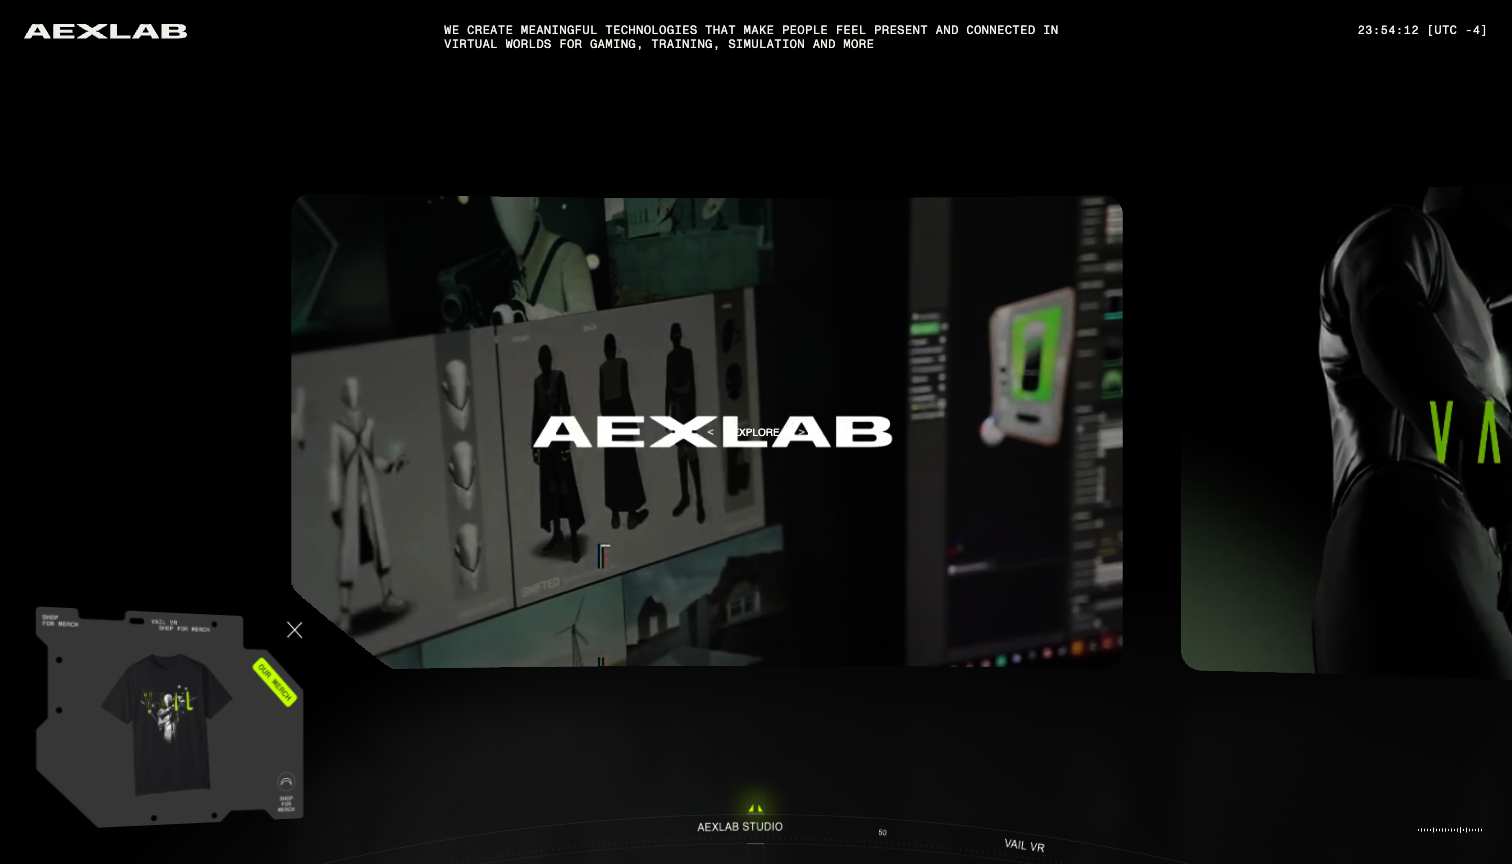 AEXLAB
WE CREATE MEANINGFUL TECHNOLOGIES THAT MAKE PEOPLE FEEL PRESENT AND CONNECTED IN
VIRTUAL WORLDS FOR GAMING, TRAINING, SIMULATION AND MORE
23:54:12 [UTC -4]
AEXLAB
< EXPLORE >
V A
SHIFTED
SHOP
FOR MERCH
VAIL VR
SHOP FOR MERCH
OUR MERCH
SHOP
FOR
MERCH
AEXLAB STUDIO
50
VAIL VR